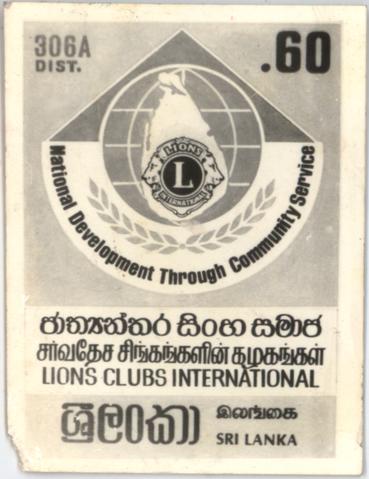 306A
DIST.
.60
LIONS
L
INTERNATIONAL
National Development Through Community Service
ජාත්‍යන්තර සිංහ සමාජ
சர்வதேச சிங்கங்களின் கழகங்கள்
LIONS CLUBS INTERNATIONAL
ශ්‍රී ලංකා
இலங்கை
SRI LANKA